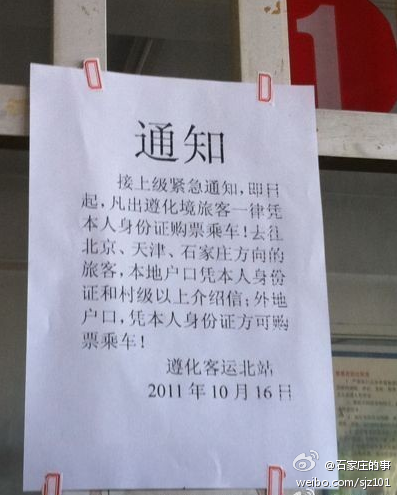 1
通知
接上级紧急通知,即日
起,凡出遵化境旅客一律凭
本人身份证购票乘车!去往
北京、天津、石家庄方向的
旅客,本地户口凭本人身份
证和村级以上介绍信;外地
户口,凭本人身份证方可购
票乘车!
遵化客运北站
2011年10月16日
@石家庄的事
weibo.com/sjz101